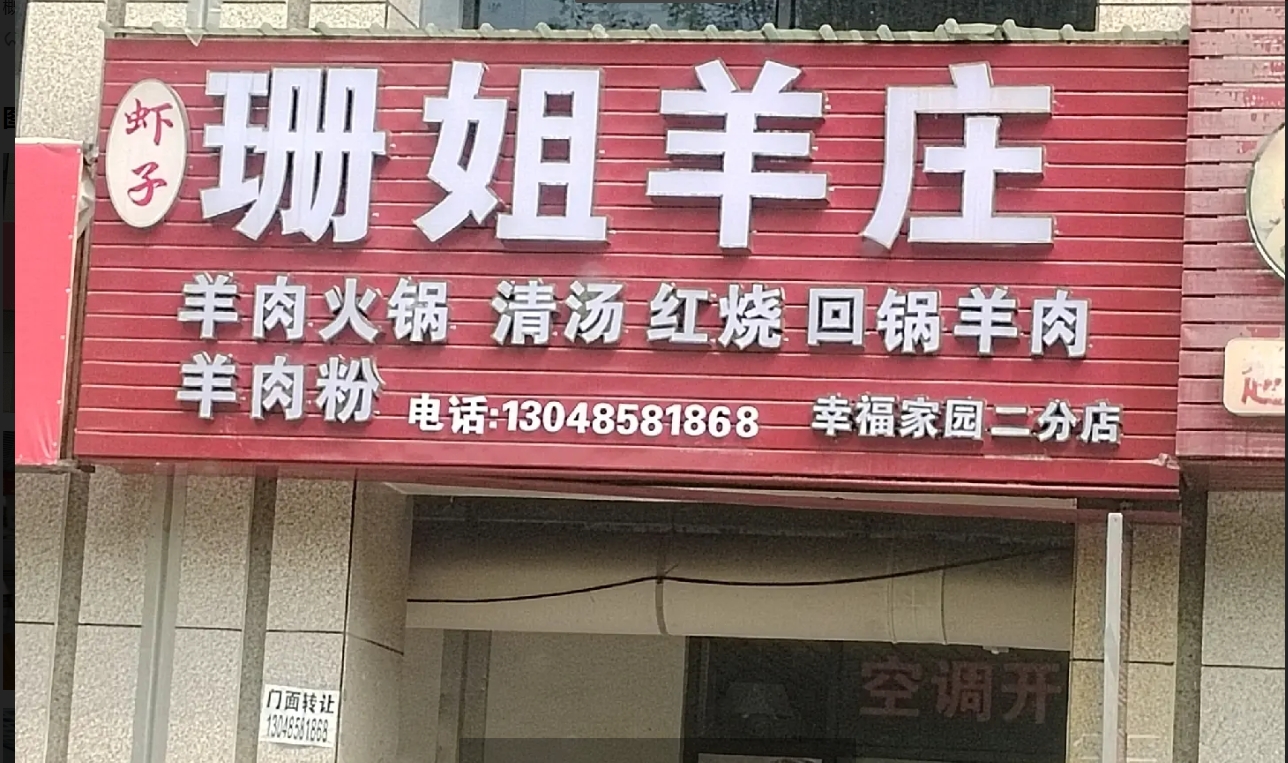 虾子
珊姐羊庄
羊肉火锅 清汤 红烧 回锅羊肉
羊肉粉
电话:13048581868 幸福家园二分店
门面转让
13048581868
空调开